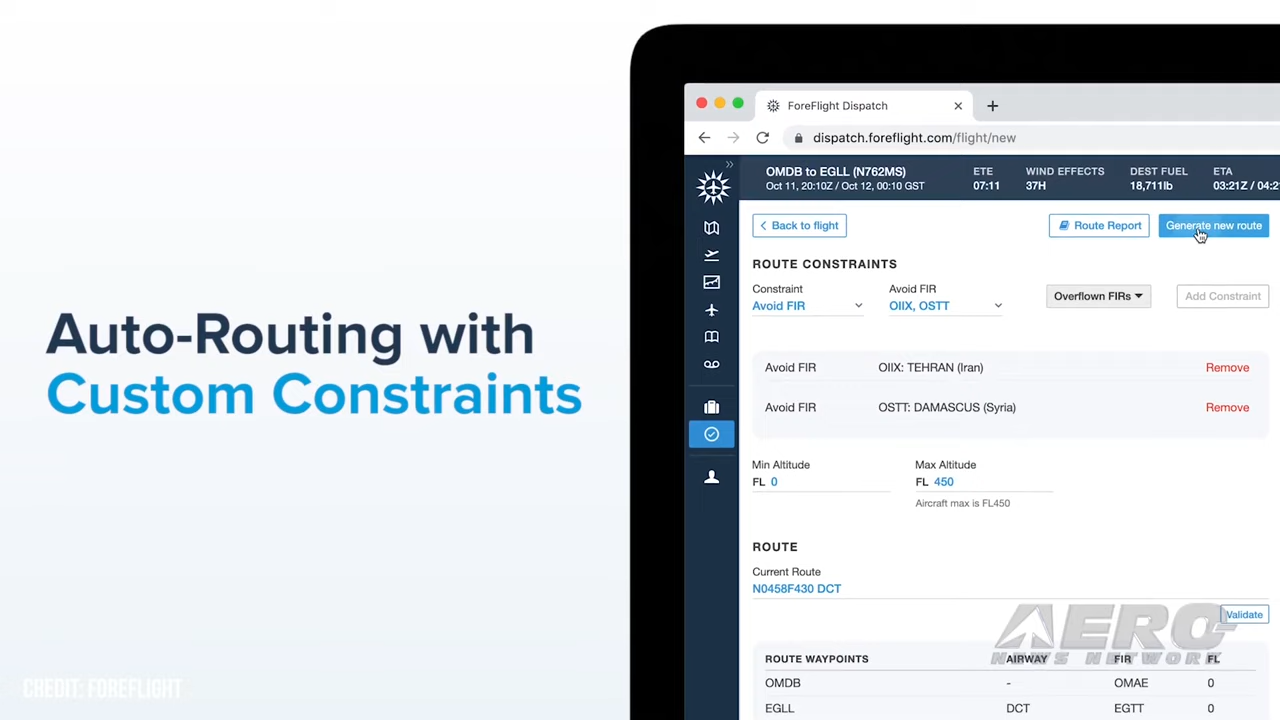 Auto-Routing with
Custom Constraints
CREDIT: FOREFLIGHT
ForeFlight Dispatch
dispatch.foreflight.com/flight/new
OMDB to EGLL (N762MS)
Oct 11, 20:10Z / Oct 12, 00:10 GST
ETE
07:11
WIND EFFECTS
37H
DEST FUEL
18,711lb
ETA
03:21Z / 04:2
Back to flight
Route Report
Generate new route
ROUTE CONSTRAINTS
Constraint
Avoid FIR
Avoid FIR
OIIX, OSTT
Overflown FIRs
Add Constraint
Avoid FIR OIIX: TEHRAN (Iran) Remove
Avoid FIR OSTT: DAMASCUS (Syria) Remove
Min Altitude
FL 0
Max Altitude
FL 450
Aircraft max is FL450
ROUTE
Current Route
N0458F430 DCT
Validate
AERO
NEWS NETWORK
ROUTE WAYPOINTS AIRWAY FIR FL
OMDB - OMAE 0
EGLL DCT EGTT 0